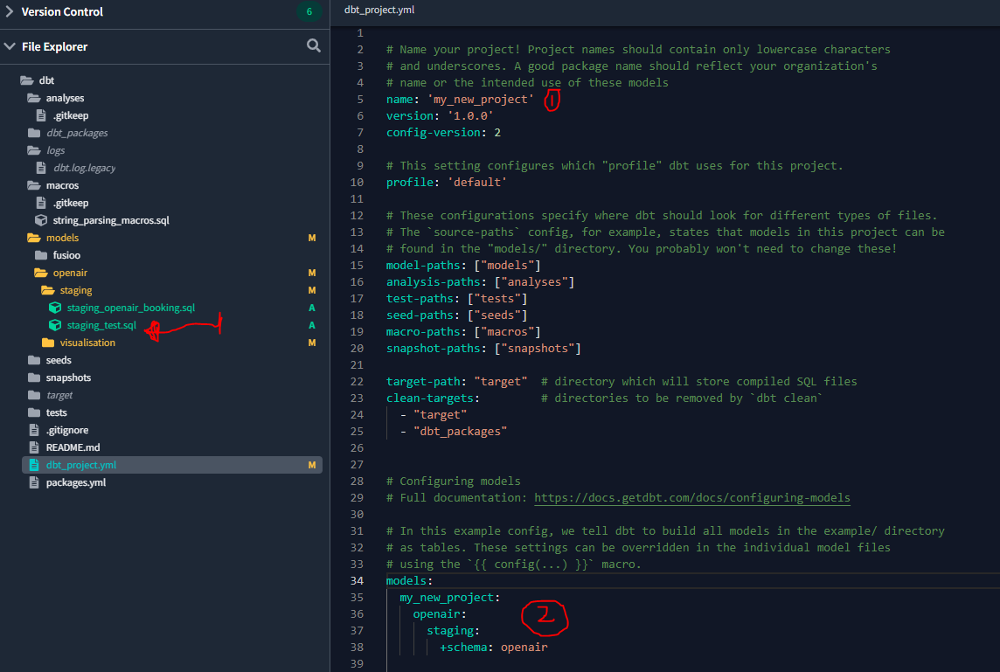 Version Control
6
File Explorer
dbt
analyses
.gitkeep
dbt_packages
logs
dbt.log.legacy
macros
.gitkeep
string_parsing_macros.sql
models M
fusioo
openair M
staging M
staging_openair_booking.sql A
staging_test.sql A
visualisation M
seeds
snapshots
target
tests
.gitignore
README.md
dbt_project.yml M
packages.yml
dbt_project.yml
1
2 # Name your project! Project names should contain only lowercase characters
3 # and underscores. A good package name should reflect your organization's
4 # name or the intended use of these models
5 name: 'my_new_project' 1
6 version: '1.0.0'
7 config-version: 2
8
9 # This setting configures which "profile" dbt uses for this project.
10 profile: 'default'
11
12 # These configurations specify where dbt should look for different types of files.
13 # The `source-paths` config, for example, states that models in this project can be
14 # found in the "models/" directory. You probably won't need to change these!
15 model-paths: ["models"]
16 analysis-paths: ["analyses"]
17 test-paths: ["tests"]
18 seed-paths: ["seeds"]
19 macro-paths: ["macros"]
20 snapshot-paths: ["snapshots"]
21
22 target-path: "target"  # directory which will store compiled SQL files
23 clean-targets:         # directories to be removed by `dbt clean`
24   - "target"
25   - "dbt_packages"
26
27
28 # Configuring models
29 # Full documentation: https://docs.getdbt.com/docs/configuring-models
30
31 # In this example config, we tell dbt to build all models in the example/ directory
32 # as tables. These settings can be overridden in the individual model files
33 # using the `{{ config(...) }}` macro.
34 models:
35   my_new_project:
36     openair: 2
37       staging:
38         +schema: openair
39